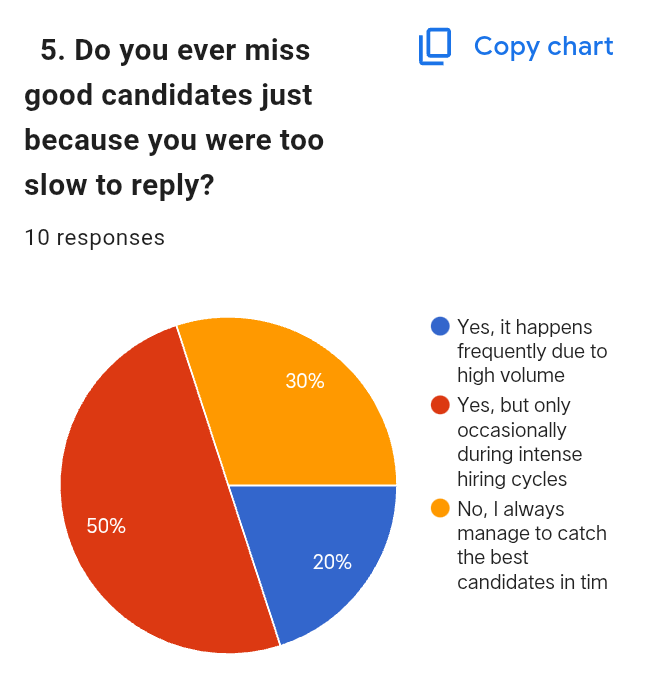 5. Do you ever miss
good candidates just
because you were too
slow to reply?
Copy chart
10 responses
30%
50%
20%
Yes, it happens
frequently due to
high volume
Yes, but only
occasionally
during intense
hiring cycles
No, I always
manage to catch
the best
candidates in tim